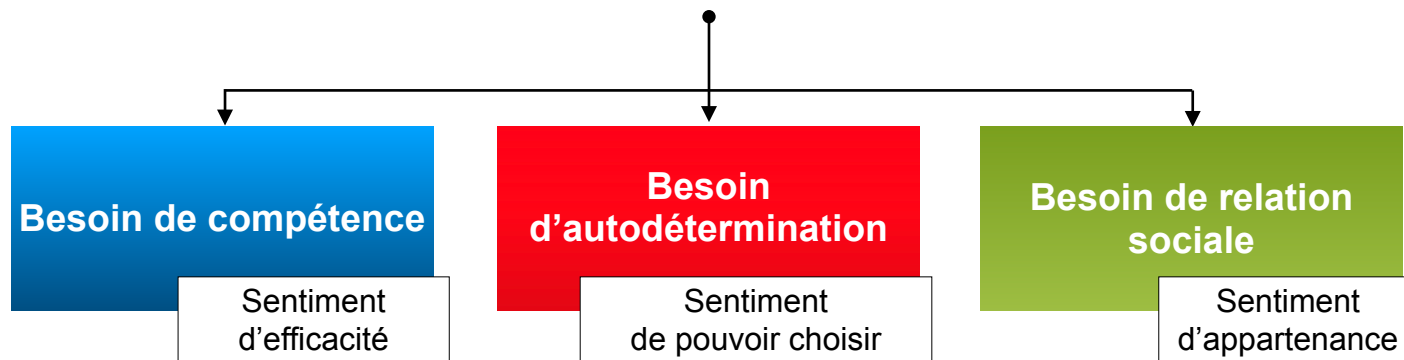 Besoin de compétence
Sentiment
d’efficacité
Besoin
d’autodétermination
Sentiment
de pouvoir choisir
Besoin de relation
sociale
Sentiment
d’appartenance